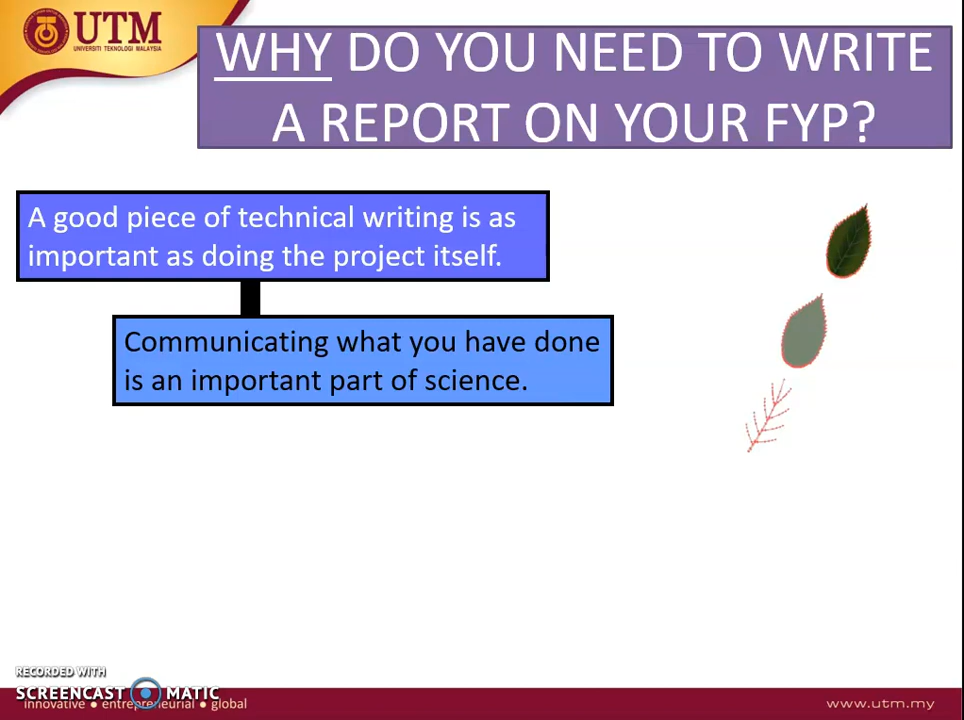 UTM
UNIVERSITI TEKNOLOGI MALAYSIA
WHY DO YOU NEED TO WRITE
A REPORT ON YOUR FYP?
A good piece of technical writing is as
important as doing the project itself.
Communicating what you have done
is an important part of science.
RECORDED WITH
SCREENCAST MATIC
innovative ● entrepreneurial ● global
www.utm.my